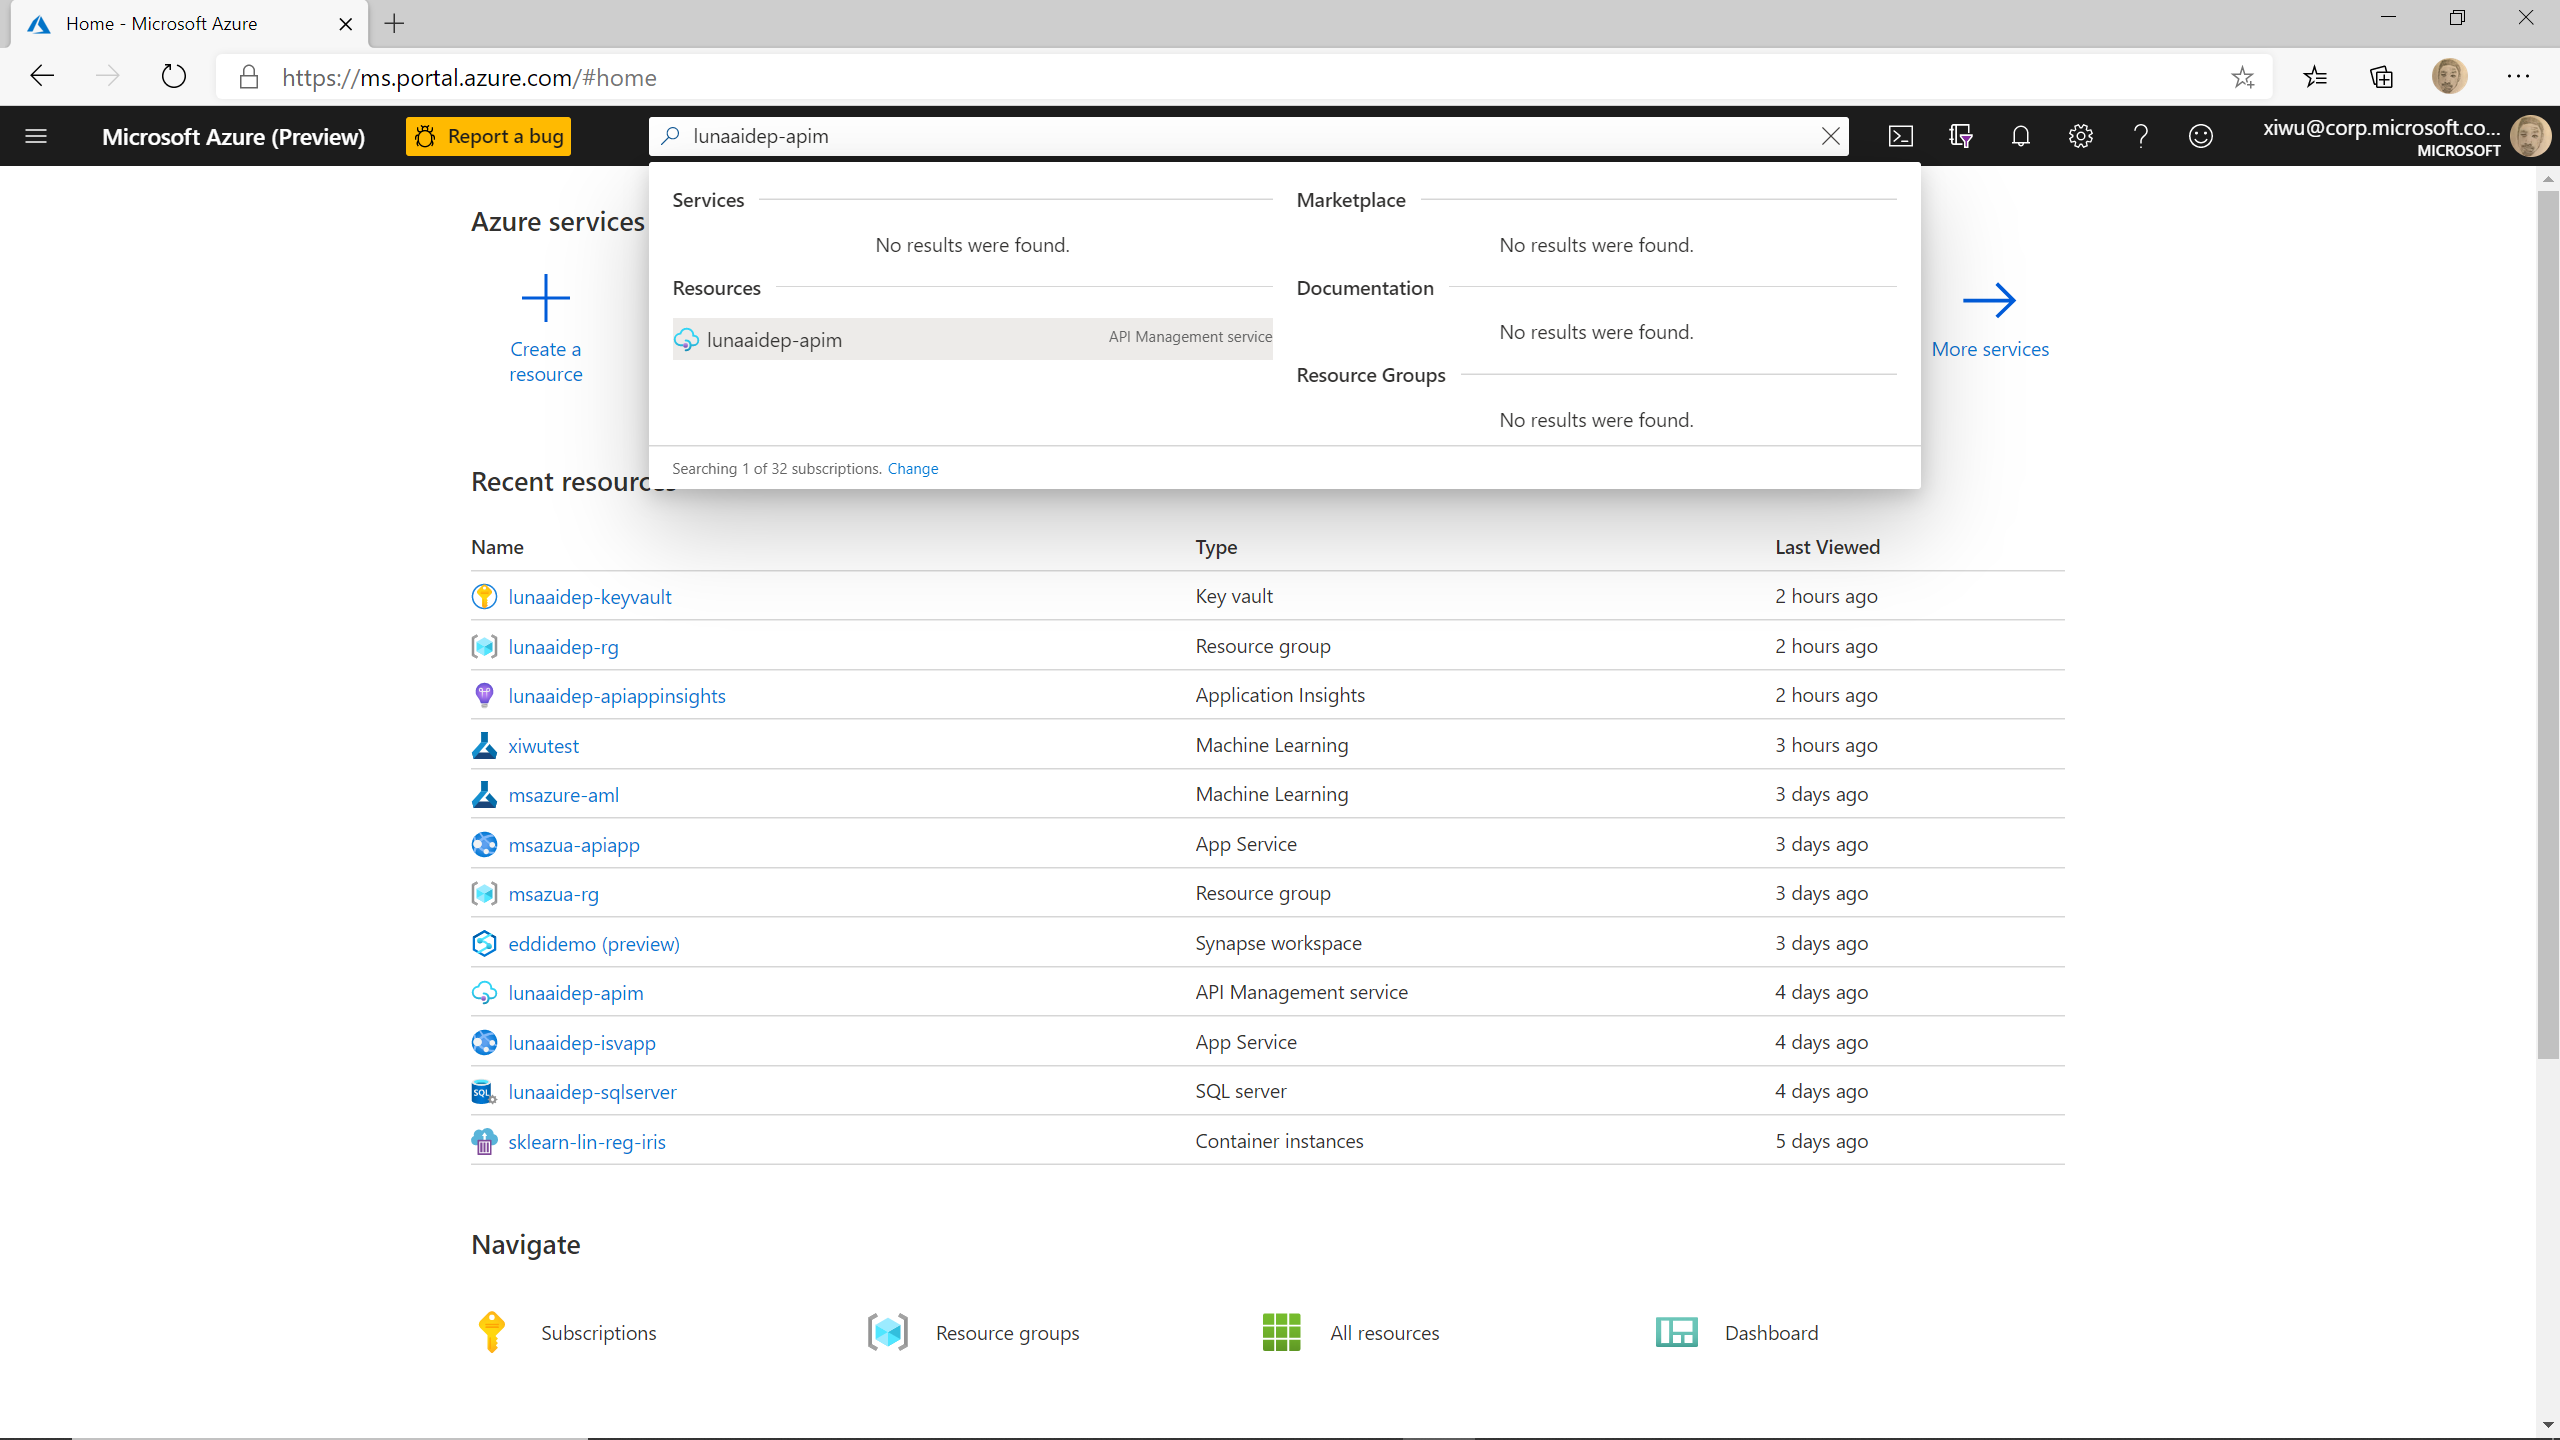 Home - Microsoft Azure
https://ms.portal.azure.com/#home
Microsoft Azure (Preview)
Report a bug
lunaaidep-apim
xiwu@corp.microsoft.co...
MICROSOFT
Services
No results were found.
Resources
lunaaidep-apim API Management service
Marketplace
No results were found.
Documentation
No results were found.
Resource Groups
No results were found.
Searching 1 of 32 subscriptions. Change
Azure services
Create a
resource
More services
Recent resources
Name Type Last Viewed
lunaaidep-keyvault Key vault 2 hours ago
lunaaidep-rg Resource group 2 hours ago
lunaaidep-apiappinsights Application Insights 2 hours ago
xiwutest Machine Learning 3 hours ago
msazure-aml Machine Learning 3 days ago
msazua-apiapp App Service 3 days ago
msazua-rg Resource group 3 days ago
eddidemo (preview) Synapse workspace 3 days ago
lunaaidep-apim API Management service 4 days ago
lunaaidep-isvapp App Service 4 days ago
SQL lunaaidep-sqlserver SQL server 4 days ago
sklearn-lin-reg-iris Container instances 5 days ago
Navigate
Subscriptions
Resource groups
All resources
Dashboard